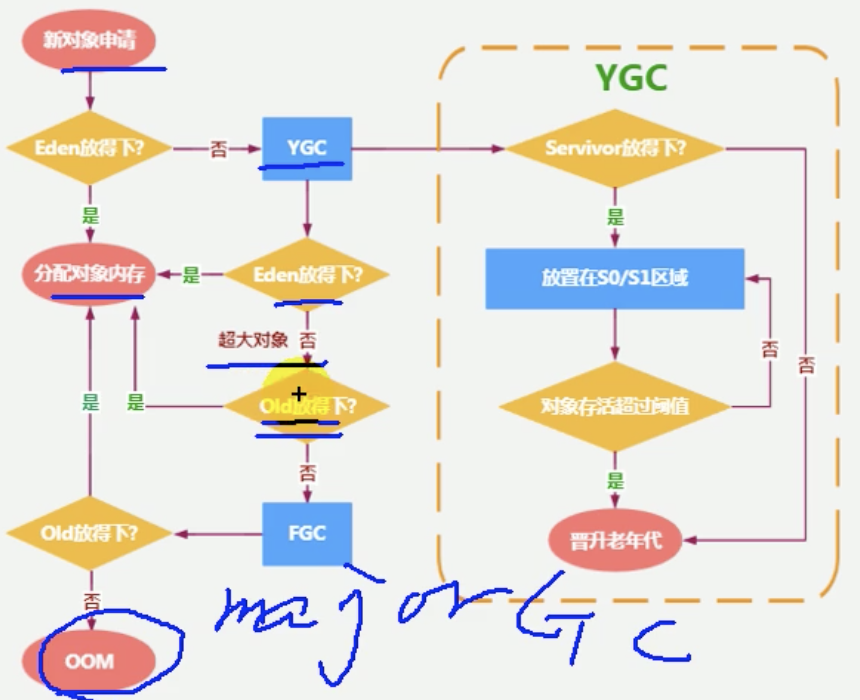 新对象申请
YGC
Eden放得下?
否
YGC
Servivor放得下?
是
是
分配对象内存
是
Eden放得下?
放置在S0/S1区域
超大对象
否
否
否
是
是
Old放得下?
对象存活超过阈值
否
是
Old放得下?
FGC
晋升老年代
否
major GC
OOM